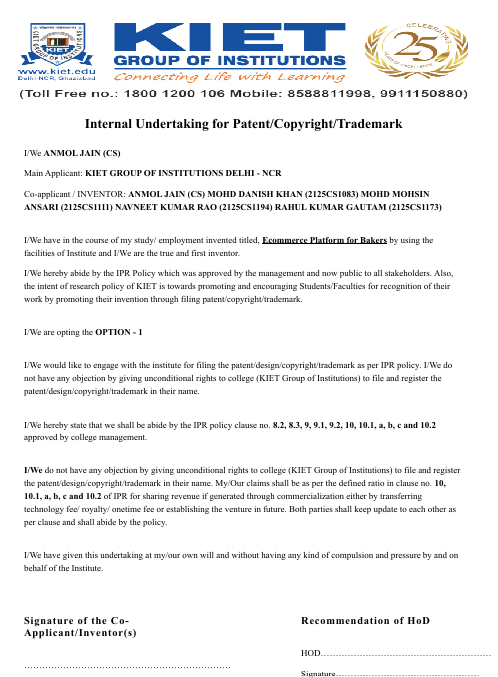 KIET
GROUP OF INSTITUTIONS
Connecting Life with Learning
www.kiet.edu
Delhi-NCR, Ghaziabad
CELEBRATING
25
YEARS OF EXCELLENCE
(Toll Free no.: 1800 1200 106 Mobile: 8588811998, 9911150880)
Internal Undertaking for Patent/Copyright/Trademark
I/We ANMOL JAIN (CS)
Main Applicant: KIET GROUP OF INSTITUTIONS DELHI - NCR
Co-applicant / INVENTOR: ANMOL JAIN (CS) MOHD DANISH KHAN (2125CS1083) MOHD MOHSIN
ANSARI (2125CS1111) NAVNEET KUMAR RAO (2125CS1194) RAHUL KUMAR GAUTAM (2125CS1173)
I/We have in the course of my study/ employment invented titled, Ecommerce Platform for Bakers by using the
facilities of Institute and I/We are the true and first inventor.
I/We hereby abide by the IPR Policy which was approved by the management and now public to all stakeholders. Also,
the intent of research policy of KIET is towards promoting and encouraging Students/Faculties for recognition of their
work by promoting their invention through filing patent/copyright/trademark.
I/We are opting the OPTION - 1
I/We would like to engage with the institute for filing the patent/design/copyright/trademark as per IPR policy. I/We do
not have any objection by giving unconditional rights to college (KIET Group of Institutions) to file and register the
patent/design/copyright/trademark in their name.
I/We hereby state that we shall be abide by the IPR policy clause no. 8.2, 8.3, 9, 9.1, 9.2, 10, 10.1, a, b, c and 10.2
approved by college management.
I/We do not have any objection by giving unconditional rights to college (KIET Group of Institutions) to file and register
the patent/design/copyright/trademark in their name. My/Our claims shall be as per the defined ratio in clause no. 10,
10.1, a, b, c and 10.2 of IPR for sharing revenue if generated through commercialization either by transferring
technology fee/ royalty/ onetime fee or establishing the venture in future. Both parties shall keep update to each other as
per clause and shall abide by the policy.
I/We have given this undertaking at my/our own will and without having any kind of compulsion and pressure by and on
behalf of the Institute.
Signature of the Co-
Applicant/Inventor(s)
Recommendation of HoD
HOD
Signature